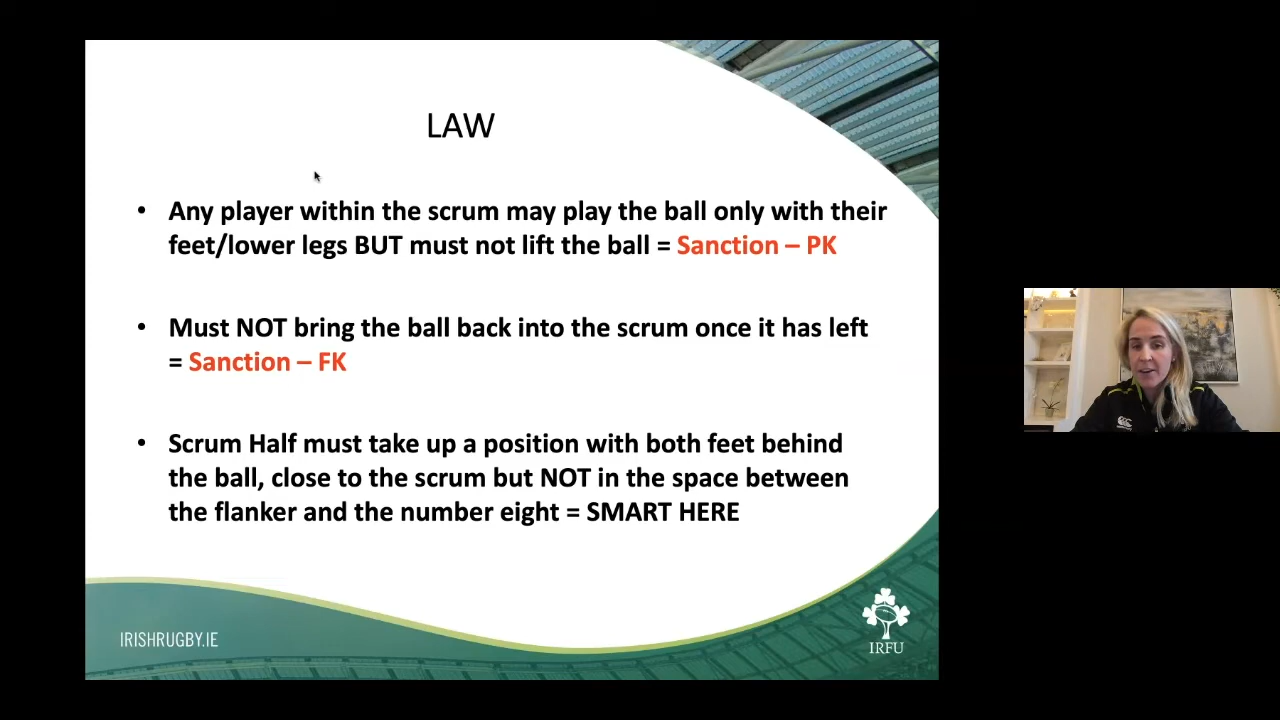 LAW
• Any player within the scrum may play the ball only with their
feet/lower legs BUT must not lift the ball = Sanction – PK
• Must NOT bring the ball back into the scrum once it has left
= Sanction – FK
• Scrum Half must take up a position with both feet behind
the ball, close to the scrum but NOT in the space between
the flanker and the number eight = SMART HERE
IRISHRUGBY.IE
IRFU